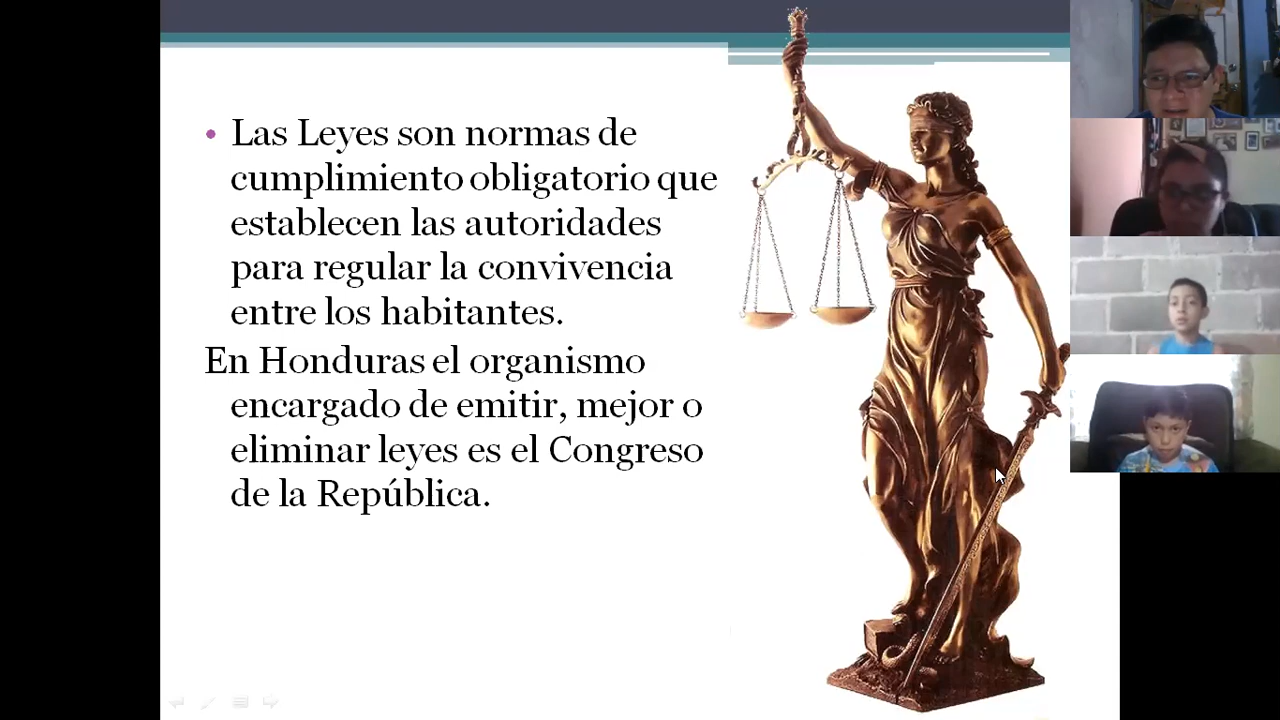 • Las Leyes son normas de
cumplimiento obligatorio que
establecen las autoridades
para regular la convivencia
entre los habitantes.
En Honduras el organismo
encargado de emitir, mejor o
eliminar leyes es el Congreso
de la República.